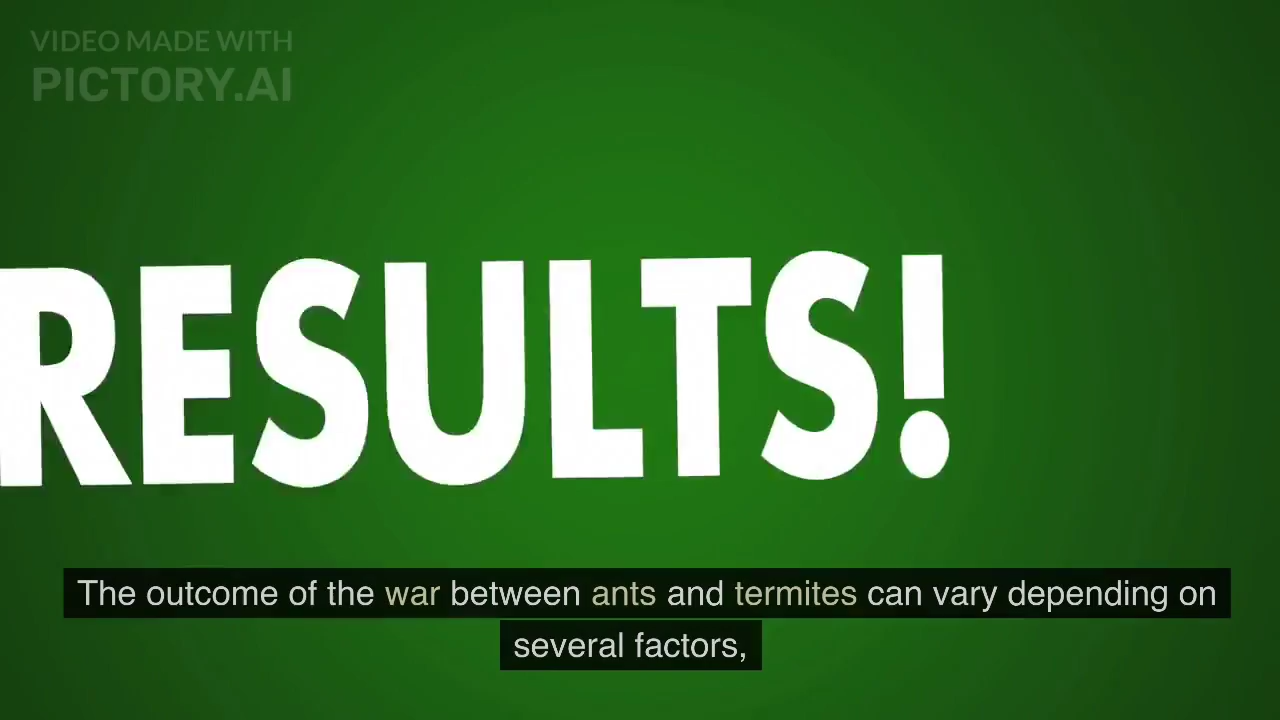 VIDEO MADE WITH
PICTORY.AI
RESULTS!
The outcome of the war between ants and termites can vary depending on
several factors,